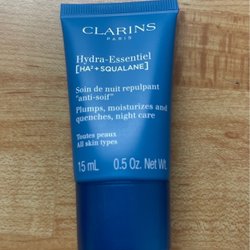 CLARINS
PARIS
Hydra-Essentiel
[HA²+SQUALANE]
Soin de nuit repulpant
"anti-soif"
Plumps, moisturizes and
quenches, night care
Toutes peaux
All skin types
15 mL 0.5 Oz. Net Wt.